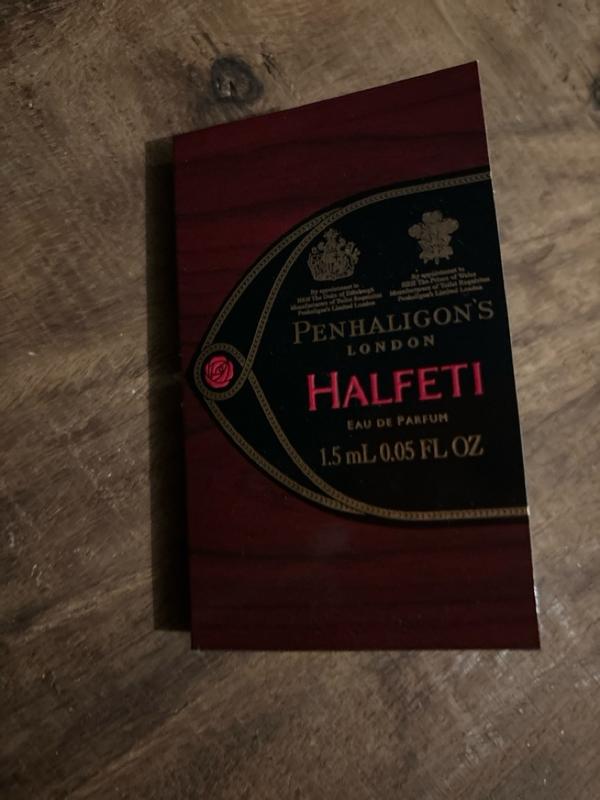 By appointment to
HRH The Duke of Edinburgh
Manufacturers of Toilet Requisites
Penhaligon's Limited London
By appointment to
HRH The Prince of Wales
Manufacturers of Toilet Requisites
Penhaligon's Limited London
PENHALIGON'S
LONDON
HALFETI
EAU DE PARFUM
1.5 mL 0.05 FL OZ